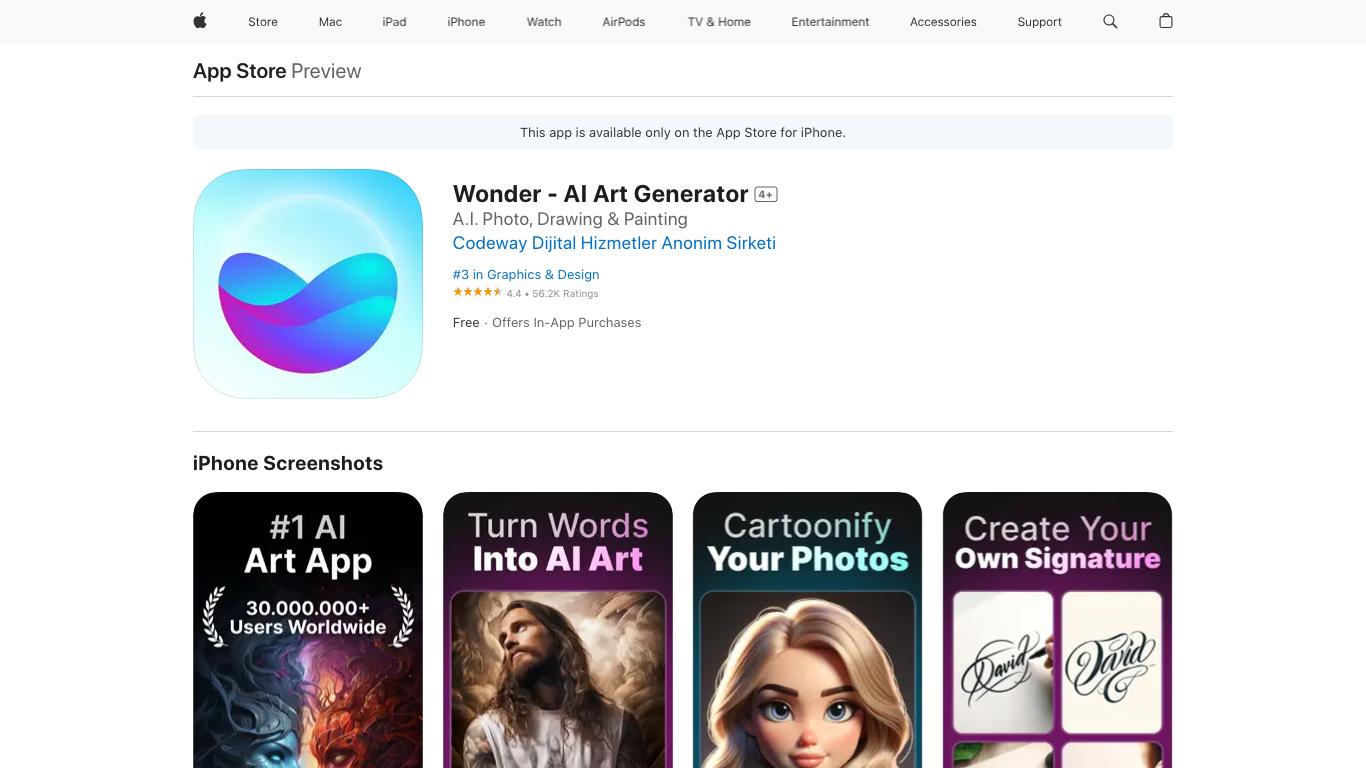 Store Mac iPad iPhone Watch AirPods TV & Home Entertainment Accessories Support
App Store Preview
This app is available only on the App Store for iPhone.
Wonder - AI Art Generator 4+
A.I. Photo, Drawing & Painting
Codeway Dijital Hizmetler Anonim Sirketi
#3 in Graphics & Design
4.4 • 56.2K Ratings
Free · Offers In-App Purchases
iPhone Screenshots
#1 AI
Art App
30.000.000+
Users Worldwide
Turn Words
Into AI Art
Cartoonify
Your Photos
Create Your
Own Signature
David
David